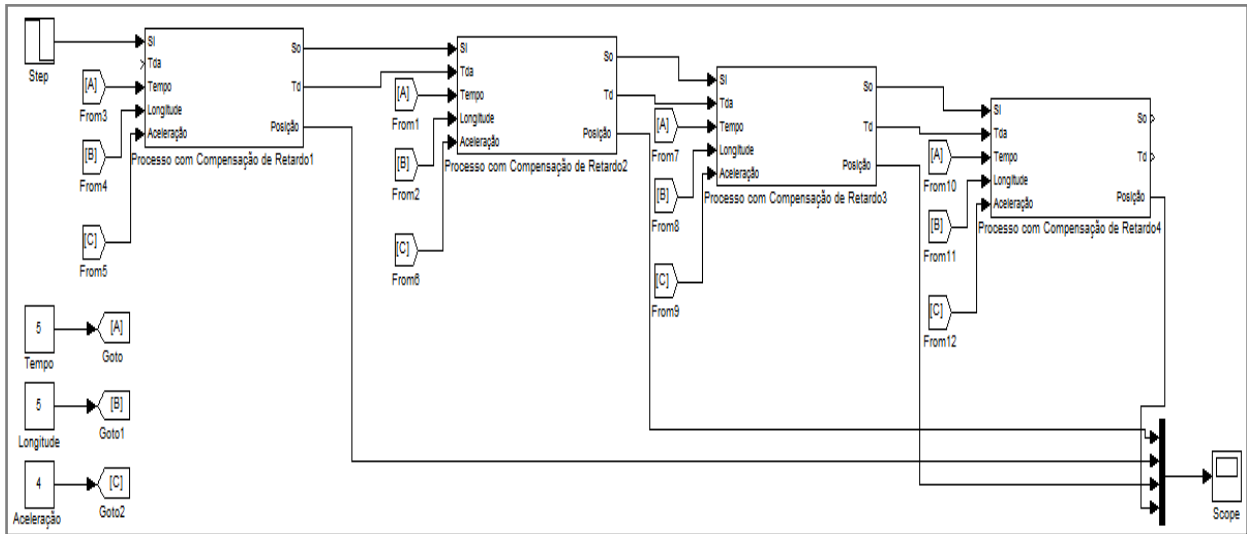 Step
SI
Tda
Tempo
Longitude
Aceleração
So
Td
Posição
Processo com Compensação de Retardo1
[A]
From3
[B]
From4
[C]
From5
SI
Tda
Tempo
Longitude
Aceleração
So
Td
Posição
Processo com Compensação de Retardo2
[A]
From1
[B]
From2
[C]
From6
SI
Tda
Tempo
Longitude
Aceleração
So
Td
Posição
Processo com Compensação de Retardo3
[A]
From7
[B]
From8
[C]
From9
SI
Tda
Tempo
Longitude
Aceleração
So
Td
Posição
Processo com Compensação de Retardo4
[A]
From10
[B]
From11
[C]
From12
5
Tempo
[A]
Goto
5
Longitude
[B]
Goto1
4
Aceleração
[C]
Goto2
Scope